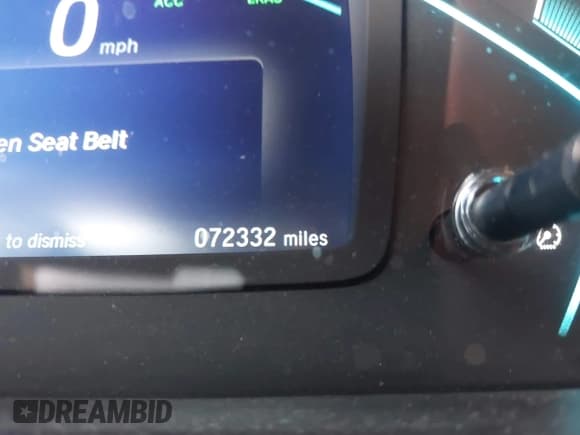 ACC
0 mph
en Seat Belt
to dismiss
072332 miles
DREAMBID